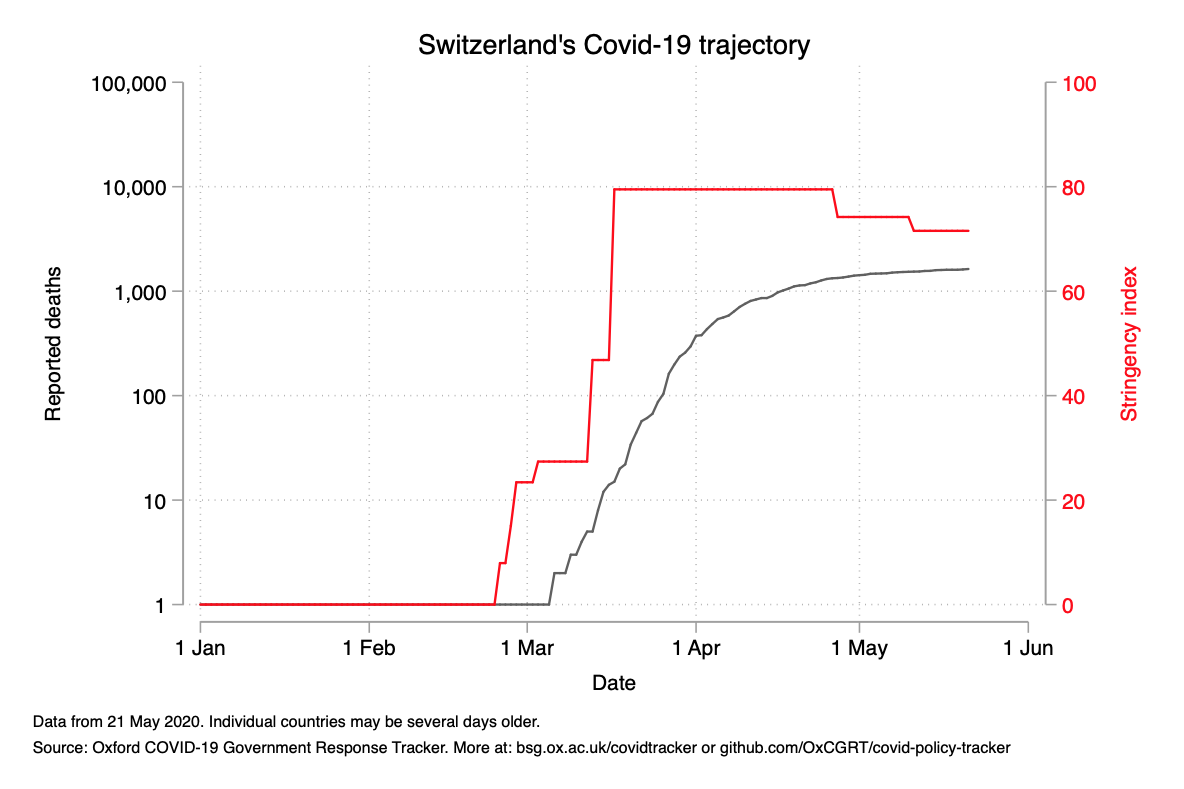 Switzerland's Covid-19 trajectory
100,000
10,000
1,000
100
10
1
Reported deaths
100
80
60
40
20
0
Stringency index
1 Jan
1 Feb
1 Mar
1 Apr
1 May
1 Jun
Date
Data from 21 May 2020. Individual countries may be several days older.
Source: Oxford COVID-19 Government Response Tracker. More at: bsg.ox.ac.uk/covidtracker or github.com/OxCGRT/covid-policy-tracker